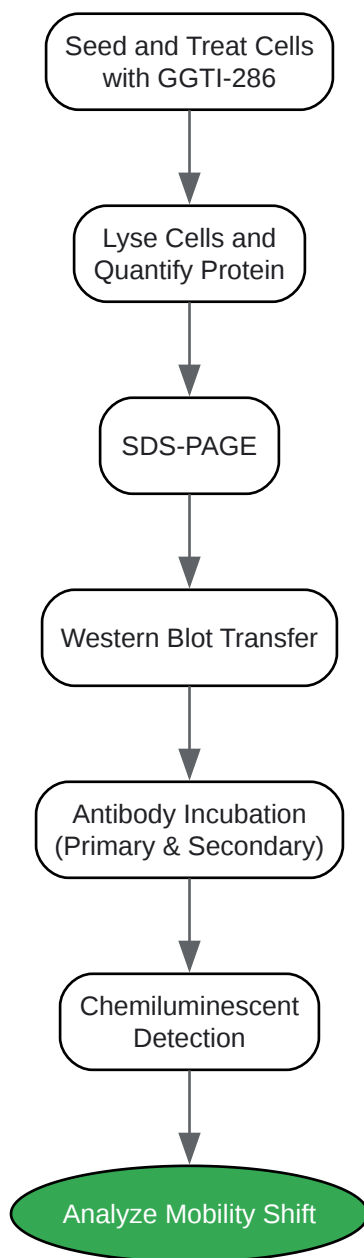 Seed and Treat Cells
with GGTI-286
Lyse Cells and
Quantify Protein
SDS-PAGE
Western Blot Transfer
Antibody Incubation
(Primary & Secondary)
Chemiluminescent
Detection
Analyze Mobility Shift